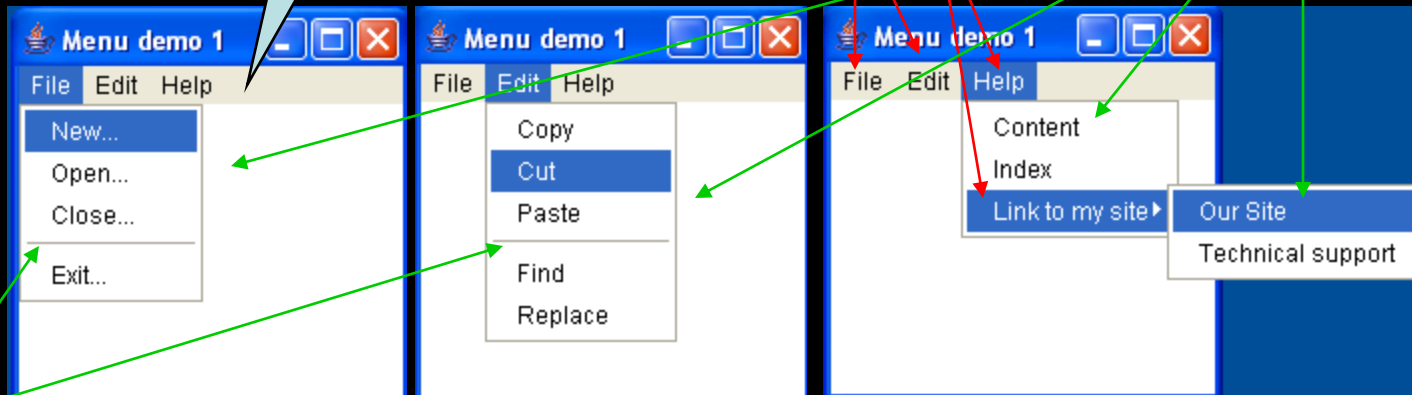 Menu demo 1
File Edit Help
New...
Open...
Close...
Exit...
Menu demo 1
File Edit Help
Copy
Cut
Paste
Find
Replace
Menu demo 1
File Edit Help
Content
Index
Link to my site
Our Site
Technical support